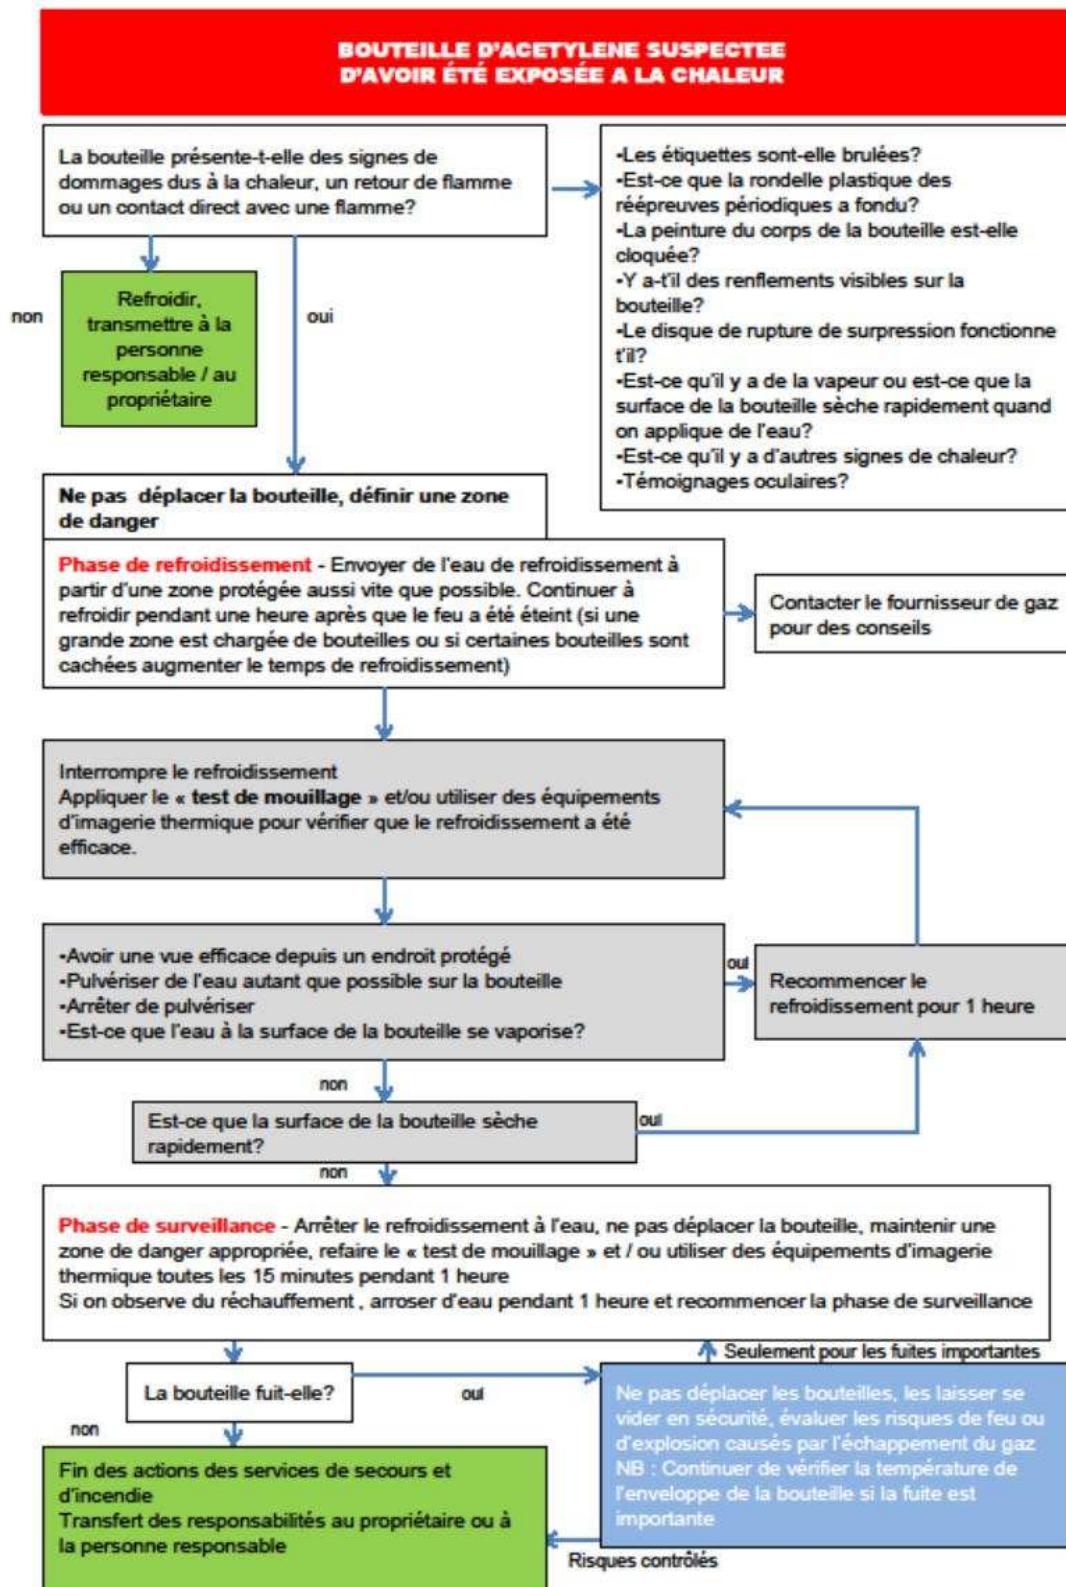 BOUTEILLE D'ACETYLENE SUSPECTEE
D'AVOIR ÉTÉ EXPOSÉE A LA CHALEUR
La bouteille présente-t-elle des signes de
dommages dus à la chaleur, un retour de flamme
ou un contact direct avec une flamme?
▪Les étiquettes sont-elle brulées?
▪Est-ce que la rondelle plastique des
réépreuves périodiques a fondu?
▪La peinture du corps de la bouteille est-elle
cloquée?
▪Y a-t'il des renflements visibles sur la
bouteille?
▪Le disque de rupture de surpression fonctionne
t'il?
▪Est-ce qu'il y a de la vapeur ou est-ce que la
surface de la bouteille sèche rapidement quand
on applique de l'eau?
▪Est-ce qu'il y a d'autres signes de chaleur?
▪Témoignages oculaires?
non
Refroidir,
transmettre à la
personne
responsable / au
propriétaire
oui
Ne pas déplacer la bouteille, définir une zone
de danger
Phase de refroidissement - Envoyer de l'eau de refroidissement à
partir d'une zone protégée aussi vite que possible. Continuer à
refroidir pendant une heure après que le feu a été éteint (si une
grande zone est chargée de bouteilles ou si certaines bouteilles sont
cachées augmenter le temps de refroidissement)
Contacter le fournisseur de gaz
pour des conseils
Interrompre le refroidissement
Appliquer le « test de mouillage » et/ou utiliser des équipements
d'imagerie thermique pour vérifier que le refroidissement a été
efficace.
▪Avoir une vue efficace depuis un endroit protégé
▪Pulvériser de l'eau autant que possible sur la bouteille
▪Arrêter de pulvériser
▪Est-ce que l'eau à la surface de la bouteille se vaporise?
oui
Recommencer le
refroidissement pour 1 heure
non
Est-ce que la surface de la bouteille sèche
rapidement?
oui
non
Phase de surveillance - Arrêter le refroidissement à l'eau, ne pas déplacer la bouteille, maintenir une
zone de danger appropriée, refaire le « test de mouillage » et / ou utiliser des équipements d'imagerie
thermique toutes les 15 minutes pendant 1 heure
Si on observe du réchauffement , arroser d'eau pendant 1 heure et recommencer la phase de surveillance
Seulement pour les fuites importantes
La bouteille fuit-elle?
oui
non
Ne pas déplacer les bouteilles, les laisser se
vider en sécurité, évaluer les risques de feu ou
d'explosion causés par l'échappement du gaz
NB : Continuer de vérifier la température de
l'enveloppe de la bouteille si la fuite est
importante
Fin des actions des services de secours et
d'incendie
Transfert des responsabilités au propriétaire ou à
la personne responsable
Risques contrôlés